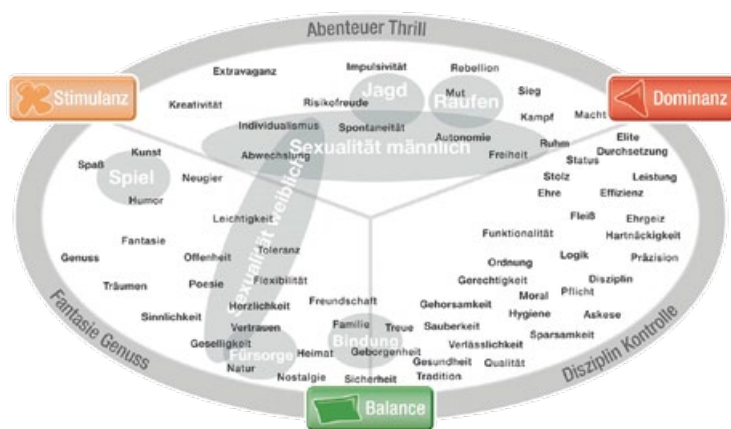 Abenteuer Thrill
Stimulanz
Dominanz
Balance
Fantasie Genuss
Disziplin Kontrolle
Extravaganz
Impulsivität
Rebellion
Jagd
Raufen
Mut
Sieg
Kreativität
Risikofreude
Kampf
Macht
Individualismus
Spontaneität
Autonomie
Sexualität männlich
Freiheit
Ruhm
Elite
Durchsetzung
Status
Abwechslung
Kunst
Spaß
Spiel
Neugier
Humor
Sexualität weiblich
Stolz
Leistung
Ehre
Effizienz
Leichtigkeit
Fleiß
Ehrgeiz
Funktionalität
Hartnäckigkeit
Fantasie
Genuss
Offenheit
Toleranz
Ordnung
Logik
Präzision
Träumen
Poesie
Flexibilität
Gerechtigkeit
Disziplin
Moral
Pflicht
Sinnlichkeit
Herzlichkeit
Freundschaft
Gehorsamkeit
Hygiene
Askese
Vertrauen
Familie
Treue
Sauberkeit
Sparsamkeit
Geselligkeit
Bindung
Verlässlichkeit
Fürsorge
Heimat
Geborgenheit
Natur
Gesundheit
Qualität
Nostalgie
Sicherheit
Tradition